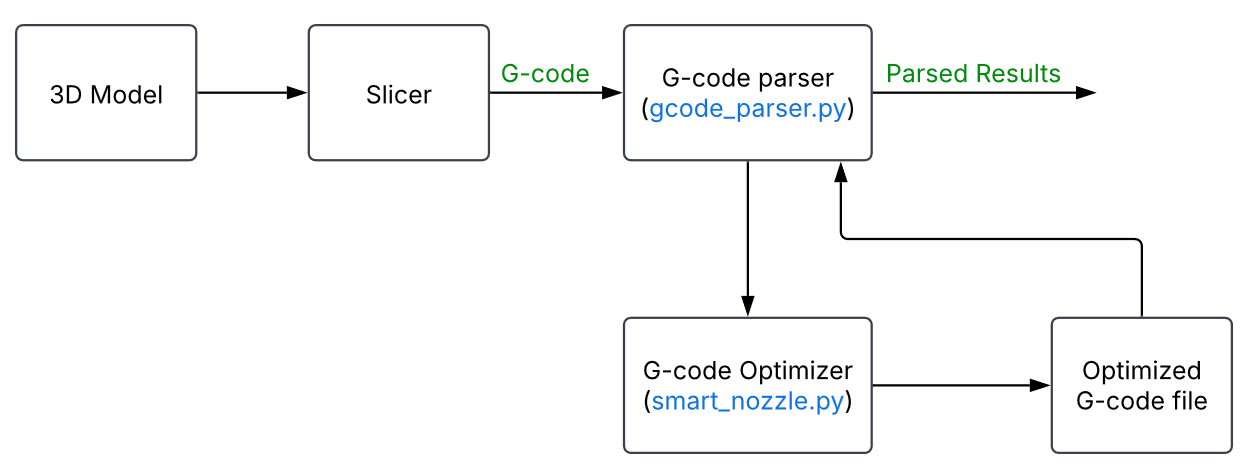 3D Model
Slicer
G-code
G-code parser
(gcode_parser.py)
Parsed Results
G-code Optimizer
(smart_nozzle.py)
Optimized
G-code file